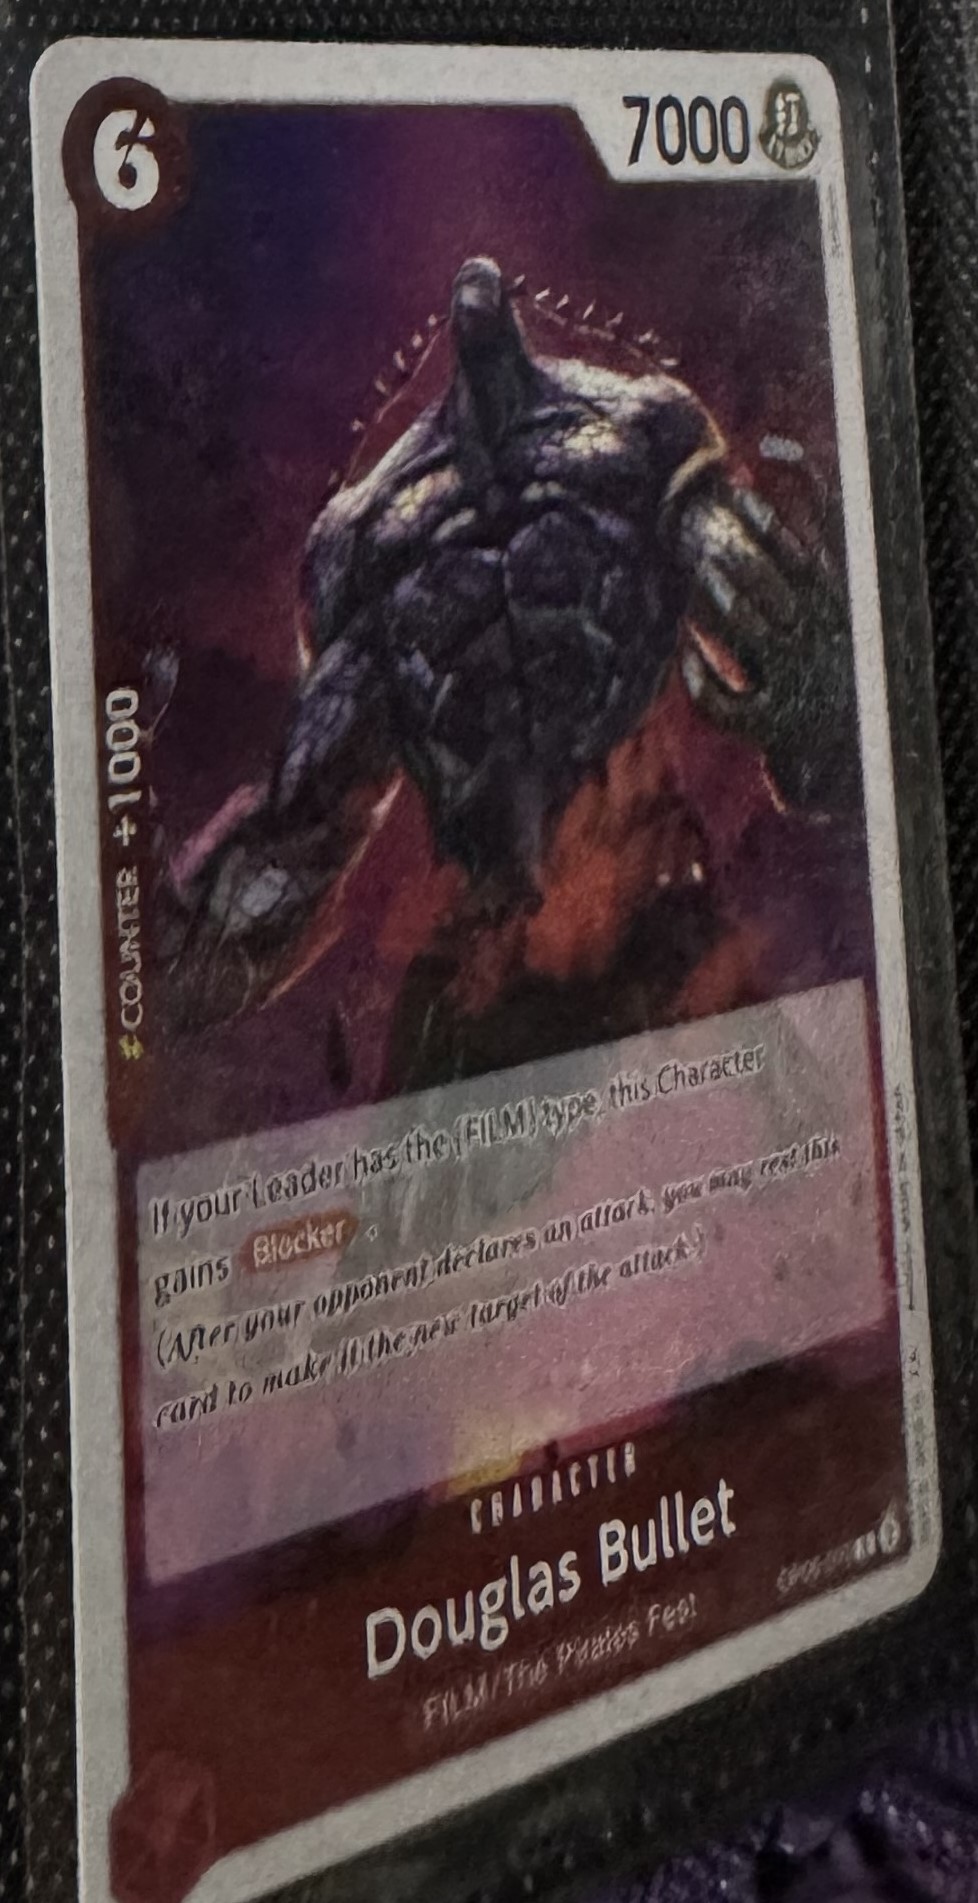 6
7000
COUNTER +1000
If your Leader has the {FILM} type, this Character
gains Blocker .
(After your opponent declares an attack, you may rest this
card to make it the new target of the attack.)
CHARACTER
Douglas Bullet
FILM/The Pirates Fest